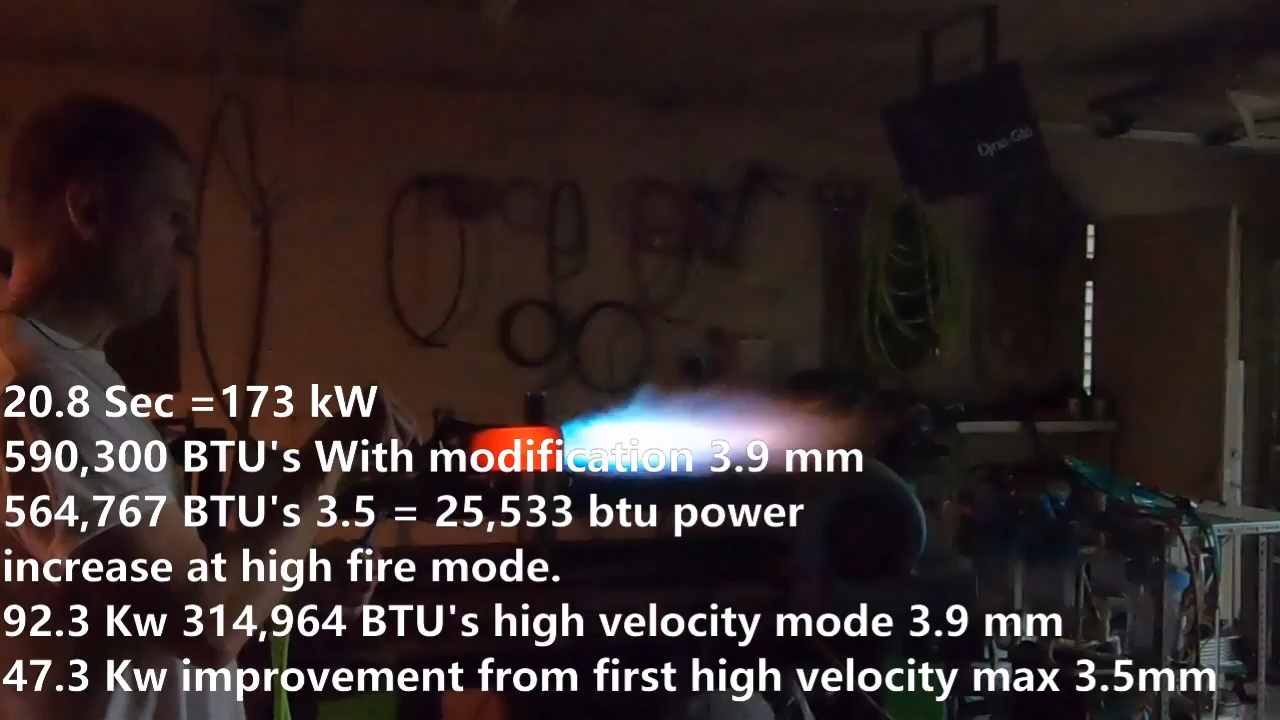 Dyna-Glo
20.8 Sec =173 kW
590,300 BTU's With modification 3.9 mm
564,767 BTU's 3.5 = 25,533 btu power
increase at high fire mode.
92.3 Kw 314,964 BTU's high velocity mode 3.9 mm
47.3 Kw improvement from first high velocity max 3.5mm